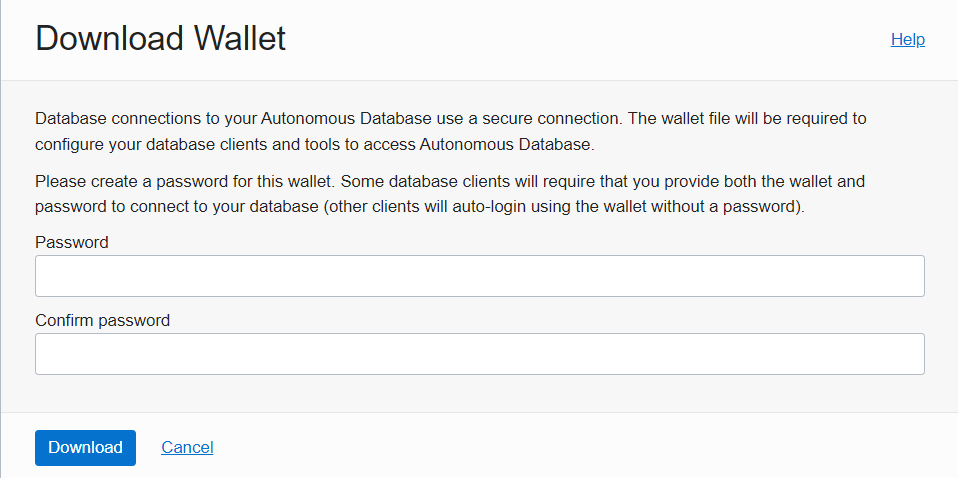 Download Wallet
Help
Database connections to your Autonomous Database use a secure connection. The wallet file will be required to
configure your database clients and tools to access Autonomous Database.
Please create a password for this wallet. Some database clients will require that you provide both the wallet and
password to connect to your database (other clients will auto-login using the wallet without a password).
Password
Confirm password
Download
Cancel